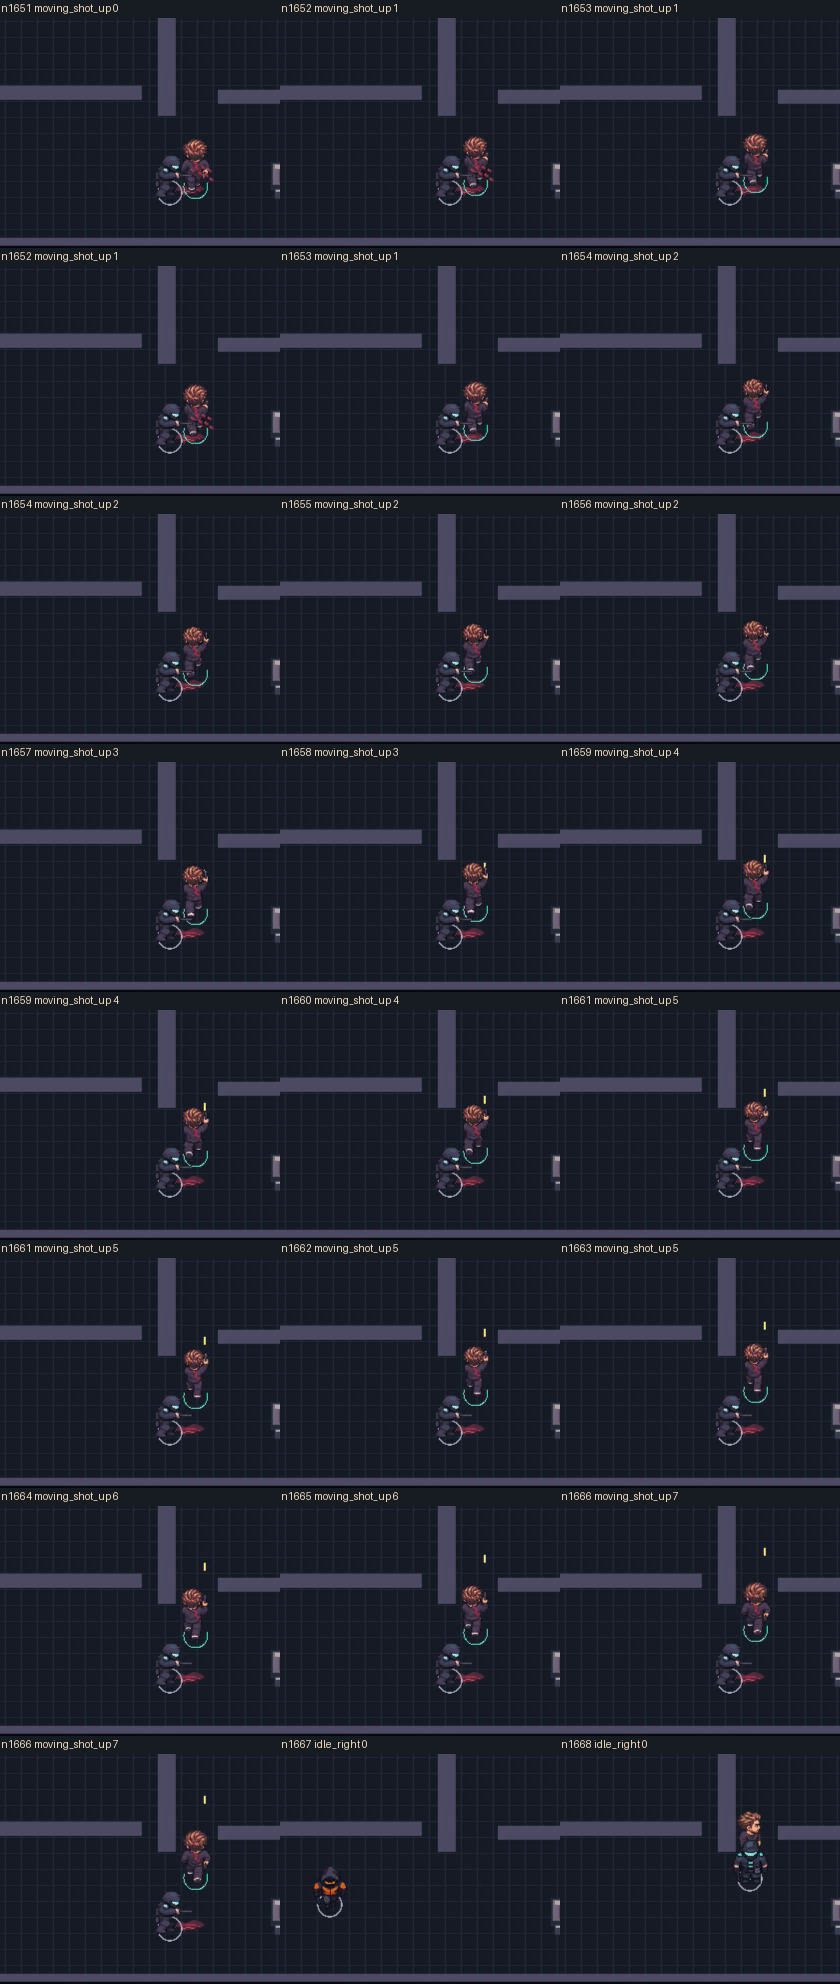 n1651 moving_shot_up 0
n1652 moving_shot_up 1
n1653 moving_shot_up 1
n1652 moving_shot_up 1
n1653 moving_shot_up 1
n1654 moving_shot_up 2
n1654 moving_shot_up 2
n1655 moving_shot_up 2
n1656 moving_shot_up 2
n1657 moving_shot_up 3
n1658 moving_shot_up 3
n1659 moving_shot_up 4
n1659 moving_shot_up 4
n1660 moving_shot_up 4
n1661 moving_shot_up 5
n1661 moving_shot_up 5
n1662 moving_shot_up 5
n1663 moving_shot_up 5
n1664 moving_shot_up 6
n1665 moving_shot_up 6
n1666 moving_shot_up 7
n1666 moving_shot_up 7
n1667 idle_right 0
n1668 idle_right 0